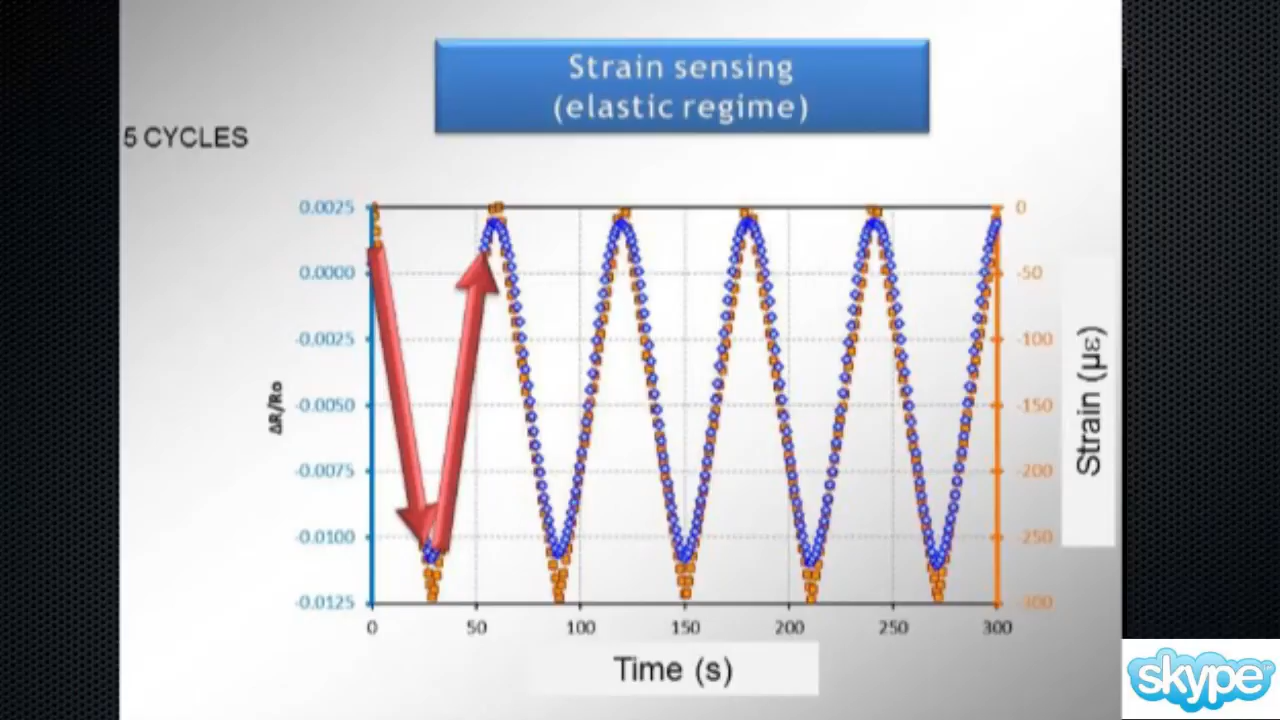 Strain sensing
(elastic regime)
5 CYCLES
0.0025
0.0000
-0.0025
-0.0050
-0.0075
-0.0100
-0.0125
ΔR/Ro
0
-50
-100
-150
-200
-250
-300
Strain (με)
0 50 100 150 200 250 300
Time (s)
skype